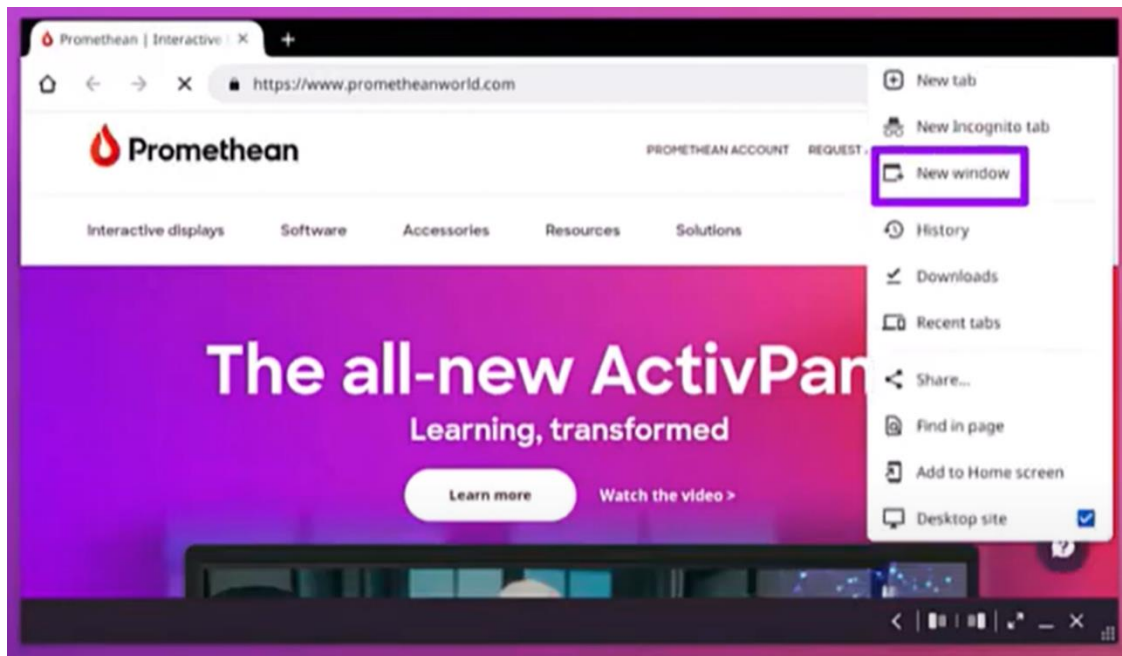 Promethean | Interactive
https://www.prometheanworld.com
Promethean
PROMETHEAN ACCOUNT REQUEST
Interactive displays Software Accessories Resources Solutions
The all-new ActivPan
Learning, transformed
Learn more Watch the video >
New tab
New Incognito tab
New window
History
Downloads
Recent tabs
Share...
Find in page
Add to Home screen
Desktop site